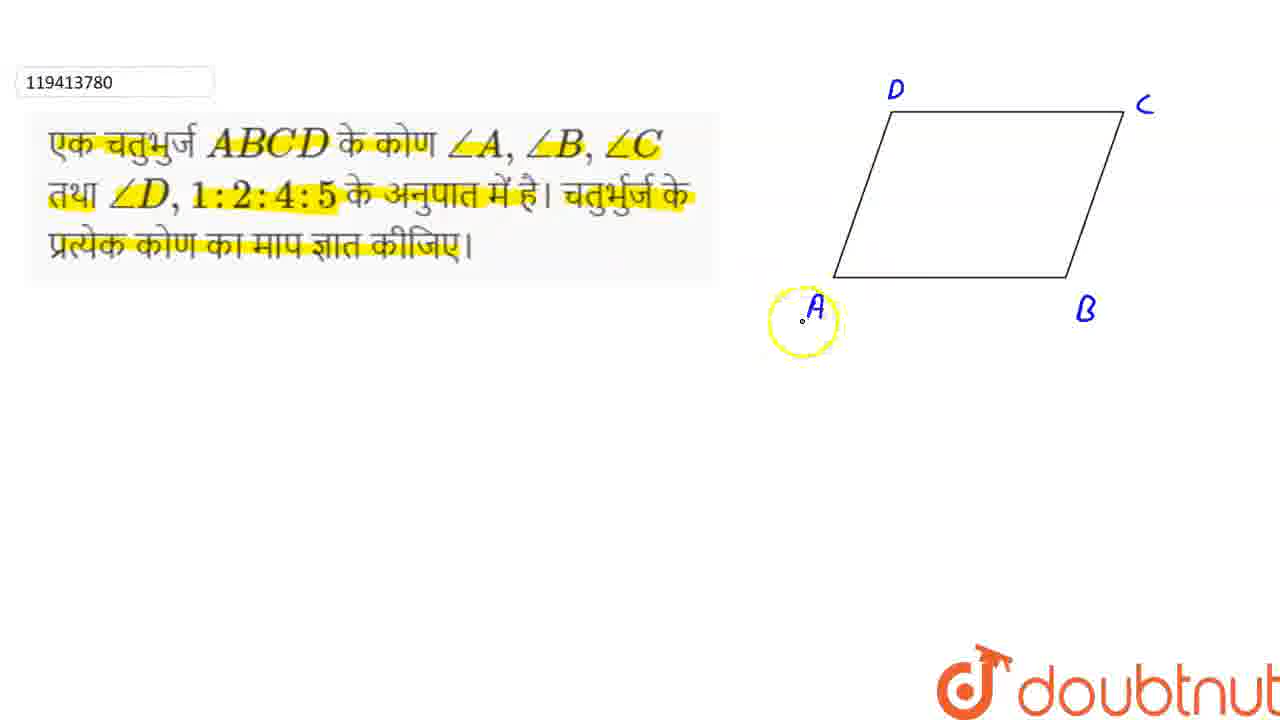 119413780
एक चतुभुर्ज ABCD के कोण ∠A, ∠B, ∠C
तथा ∠D, 1:2:4:5 के अनुपात में है। चतुर्भुर्ज के
प्रत्येक कोण का माप ज्ञात कीजिए।
D
C
A
B
doubtnut